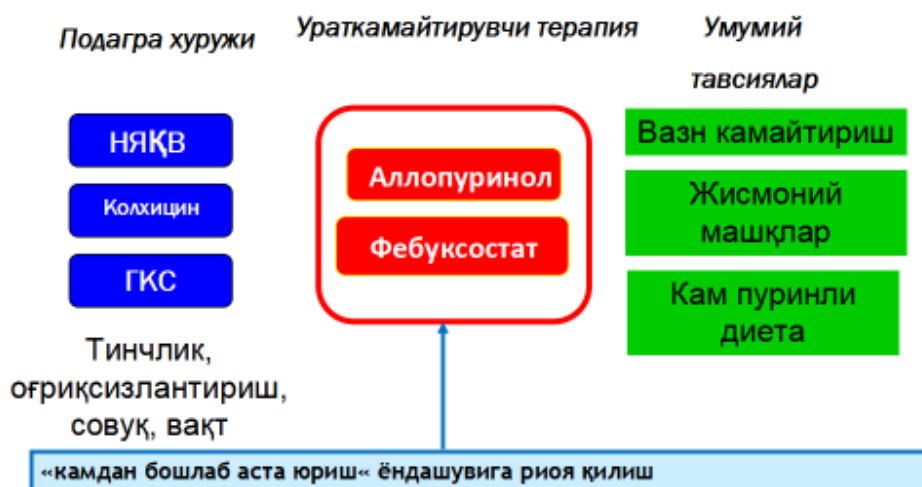 Подагра хуружи
НЯҚВ
Колхицин
ГКС
Тинчлик,
оғриқсизлантириш,
совуқ, вақт
Ураткамайтирувчи терапия
Аллопуринол
Фебуксостат
Умумий
тавсиялар
Вазн камайтириш
Жисмоний
машқлар
Кам пуринли
диета
«камдан бошлаб аста юриш« ёндашувига риоя қилиш